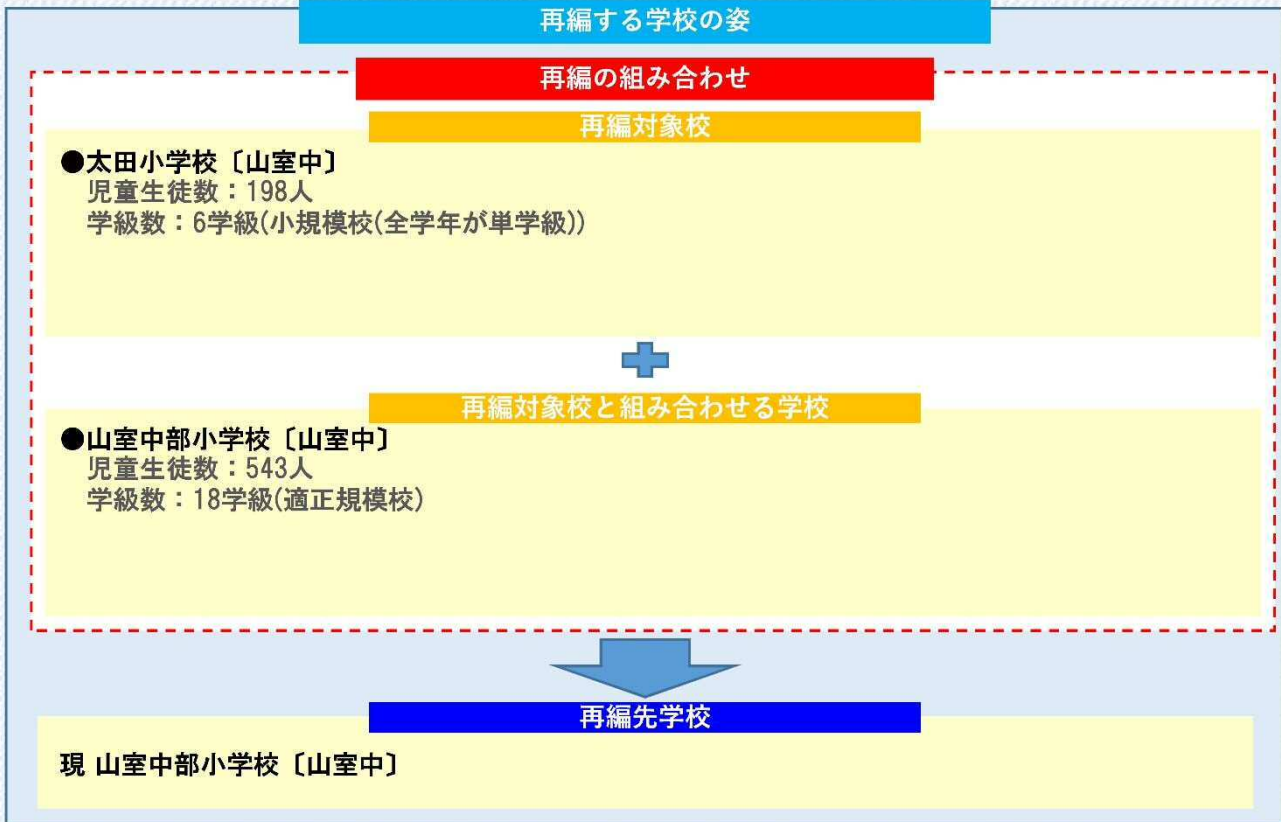 再編する学校の姿
再編の組み合わせ
再編対象校
●太田小学校〔山室中〕
児童生徒数：198人
学級数：6学級(小規模校(全学年が単学級))
再編対象校と組み合わせる学校
●山室中部小学校〔山室中〕
児童生徒数：543人
学級数：18学級(適正規模校)
再編先学校
現 山室中部小学校〔山室中〕